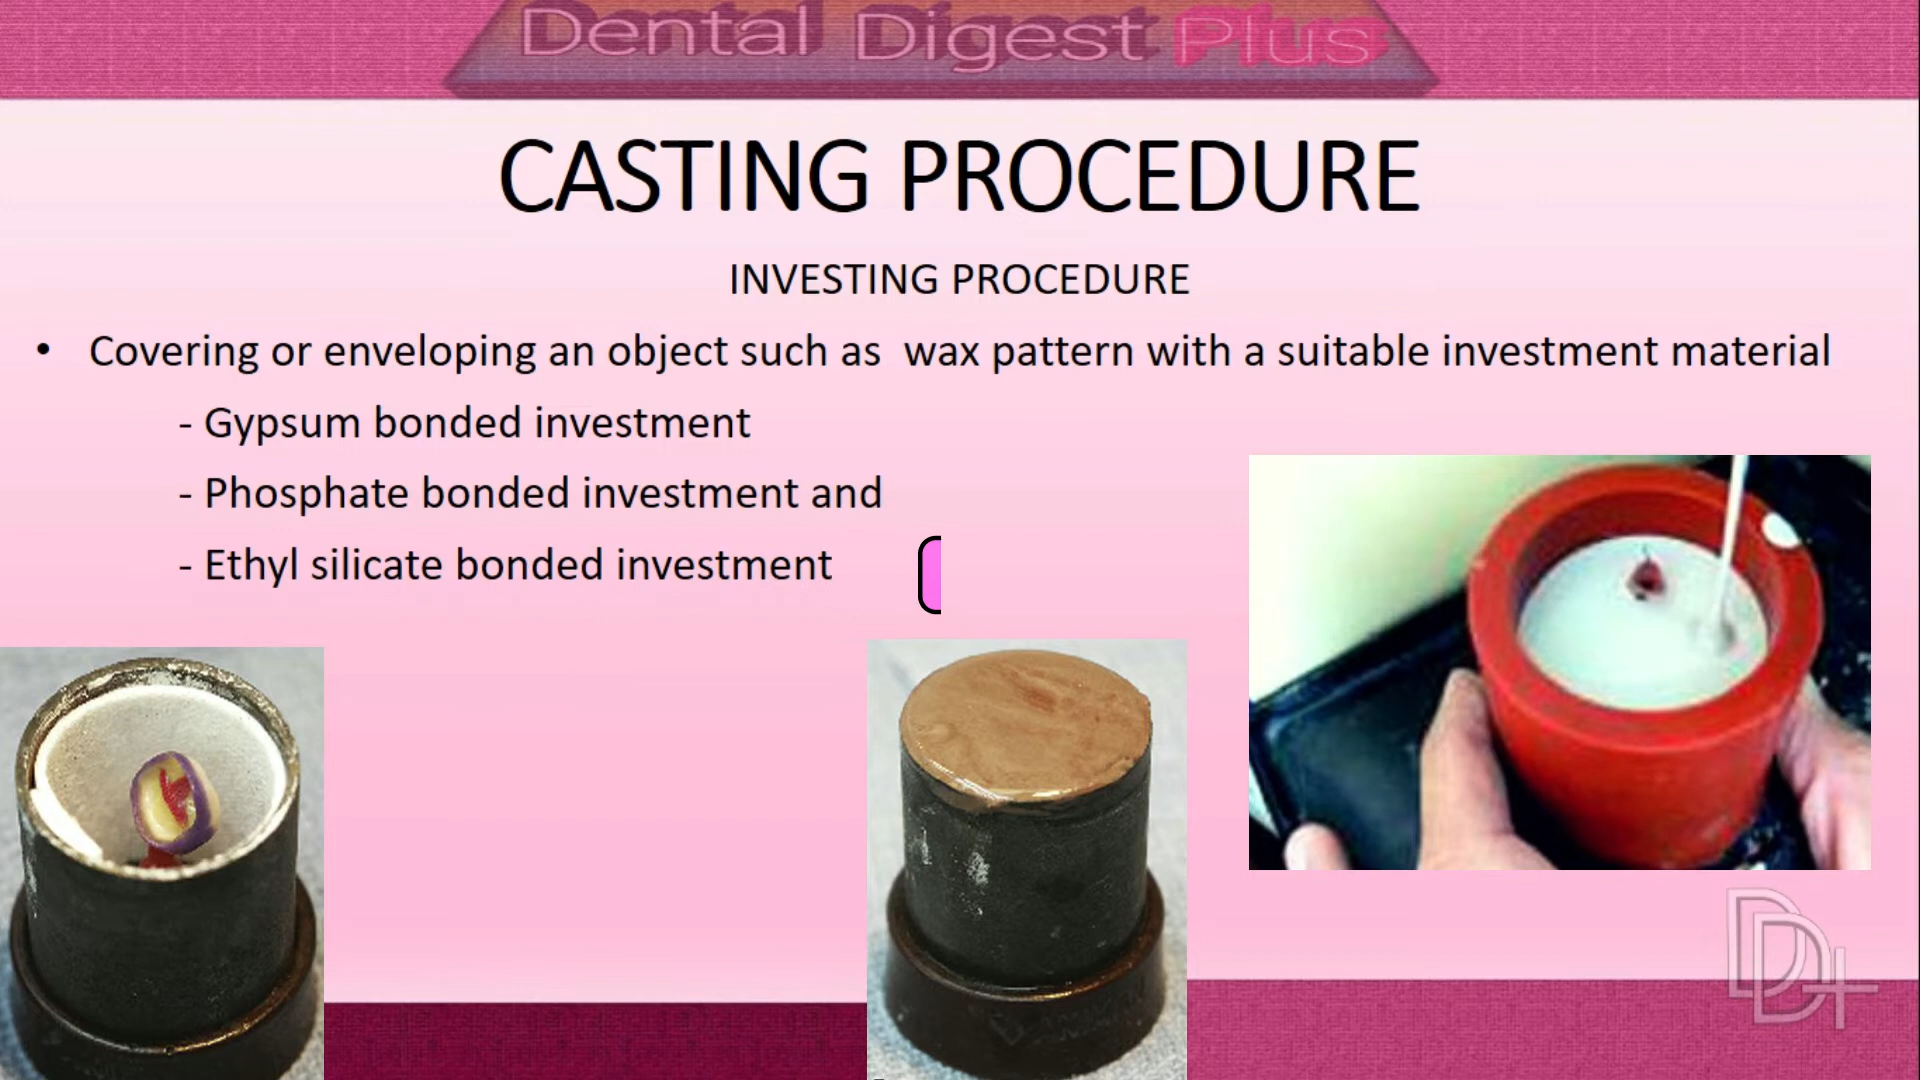 Dental Digest Plus
CASTING PROCEDURE
INVESTING PROCEDURE
• Covering or enveloping an object such as wax pattern with a suitable investment material
- Gypsum bonded investment
- Phosphate bonded investment and
- Ethyl silicate bonded investment
DD+